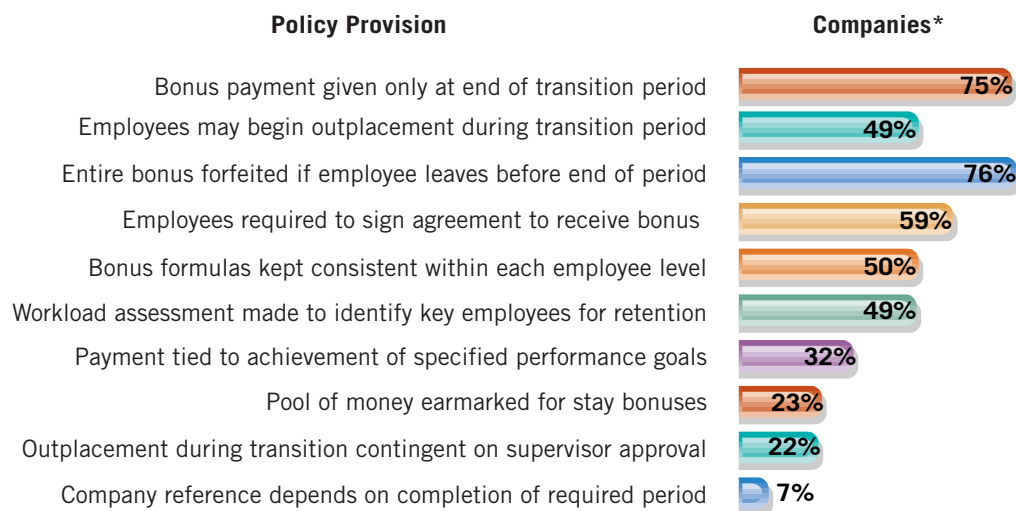 Policy Provision Companies*
Bonus payment given only at end of transition period 75%
Employees may begin outplacement during transition period 49%
Entire bonus forfeited if employee leaves before end of period 76%
Employees required to sign agreement to receive bonus 59%
Bonus formulas kept consistent within each employee level 50%
Workload assessment made to identify key employees for retention 49%
Payment tied to achievement of specified performance goals 32%
Pool of money earmarked for stay bonuses 23%
Outplacement during transition contingent on supervisor approval 22%
Company reference depends on completion of required period 7%